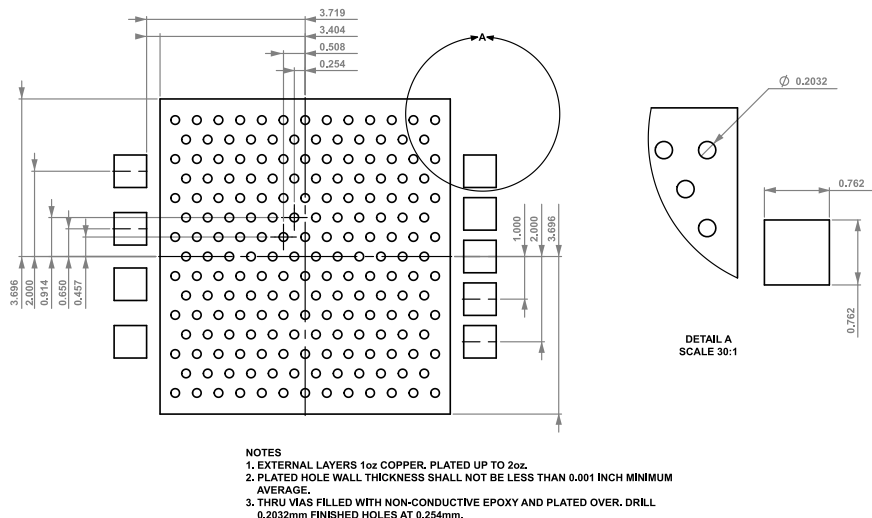 3.719
3.404
0.508
0.254
A
Ø 0.2032
0.762
0.762
3.696
2.000
0.914
0.650
0.457
1.000
2.000
3.696
DETAIL A
SCALE 30:1
NOTES
1. EXTERNAL LAYERS 1oz COPPER. PLATED UP TO 2oz.
2. PLATED HOLE WALL THICKNESS SHALL NOT BE LESS THAN 0.001 INCH MINIMUM
AVERAGE.
3. THRU VIAS FILLED WITH NON-CONDUCTIVE EPOXY AND PLATED OVER. DRILL
0.2032mm FINISHED HOLES AT 0.254mm.